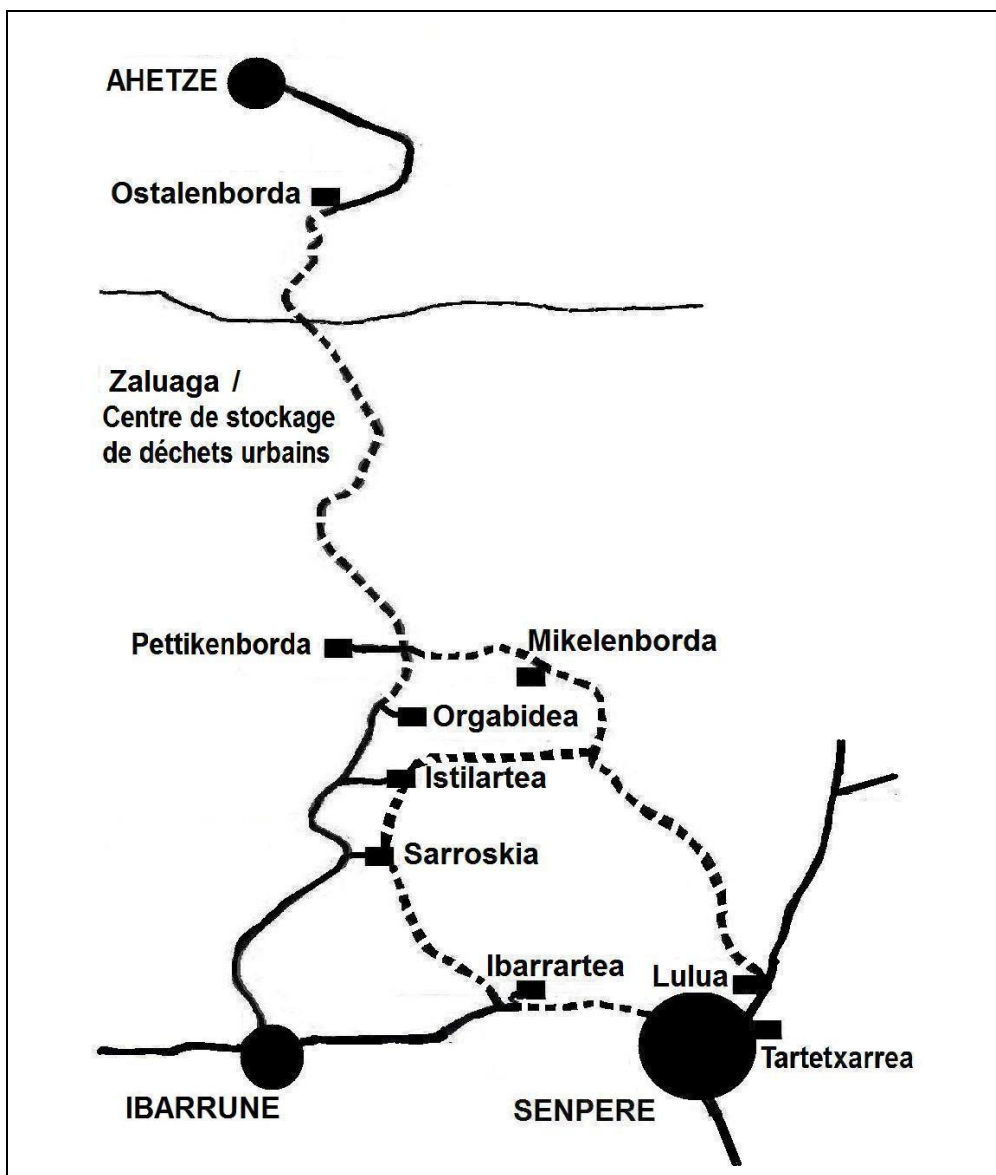 AHETZE
Ostalenborda
Zaluaga /
Centre de stockage
de déchets urbains
Pettikenborda
Mikelenborda
Orgabidea
Istilartea
Sarroskia
Ibarrartea
Lulua
Tartetxarrea
IBARRUNE
SENPERE